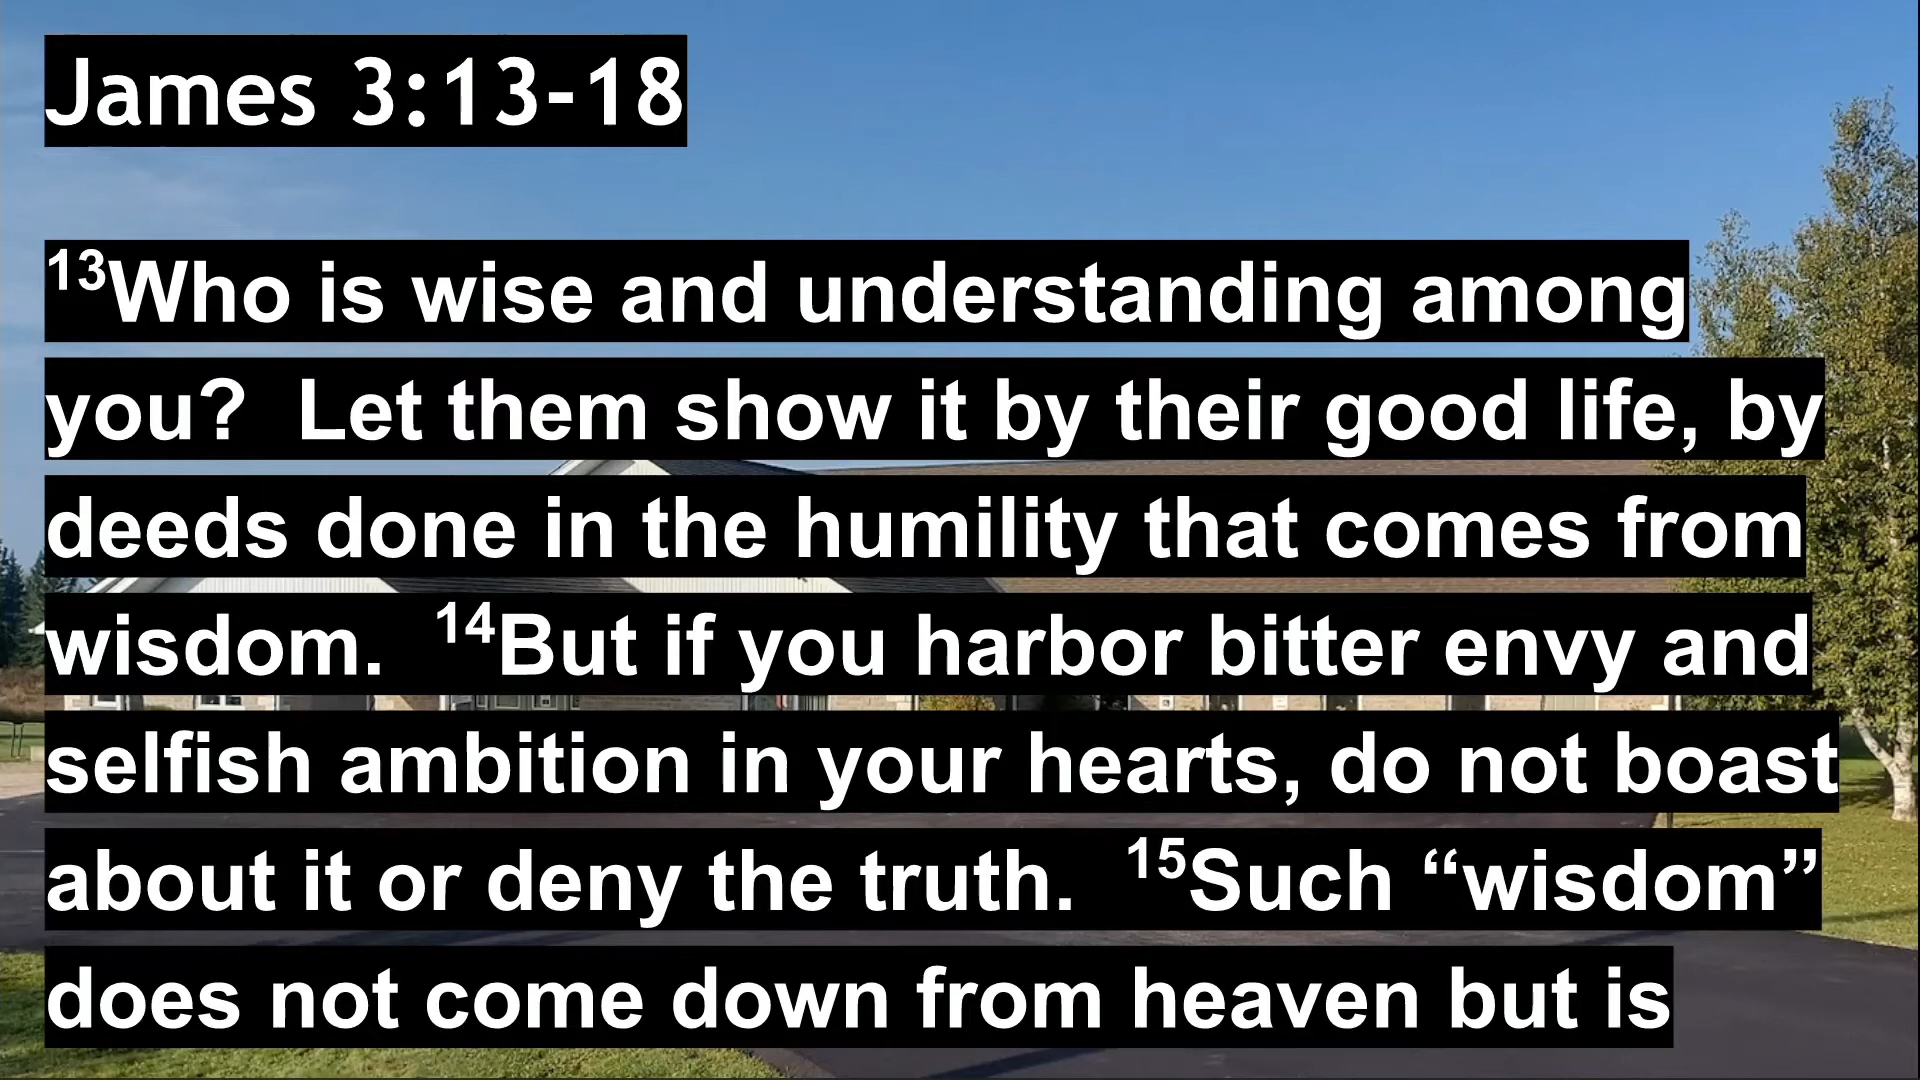 James 3:13-18
¹³Who is wise and understanding among
you?  Let them show it by their good life, by
deeds done in the humility that comes from
wisdom.  ¹⁴But if you harbor bitter envy and
selfish ambition in your hearts, do not boast
about it or deny the truth.  ¹⁵Such “wisdom”
does not come down from heaven but is